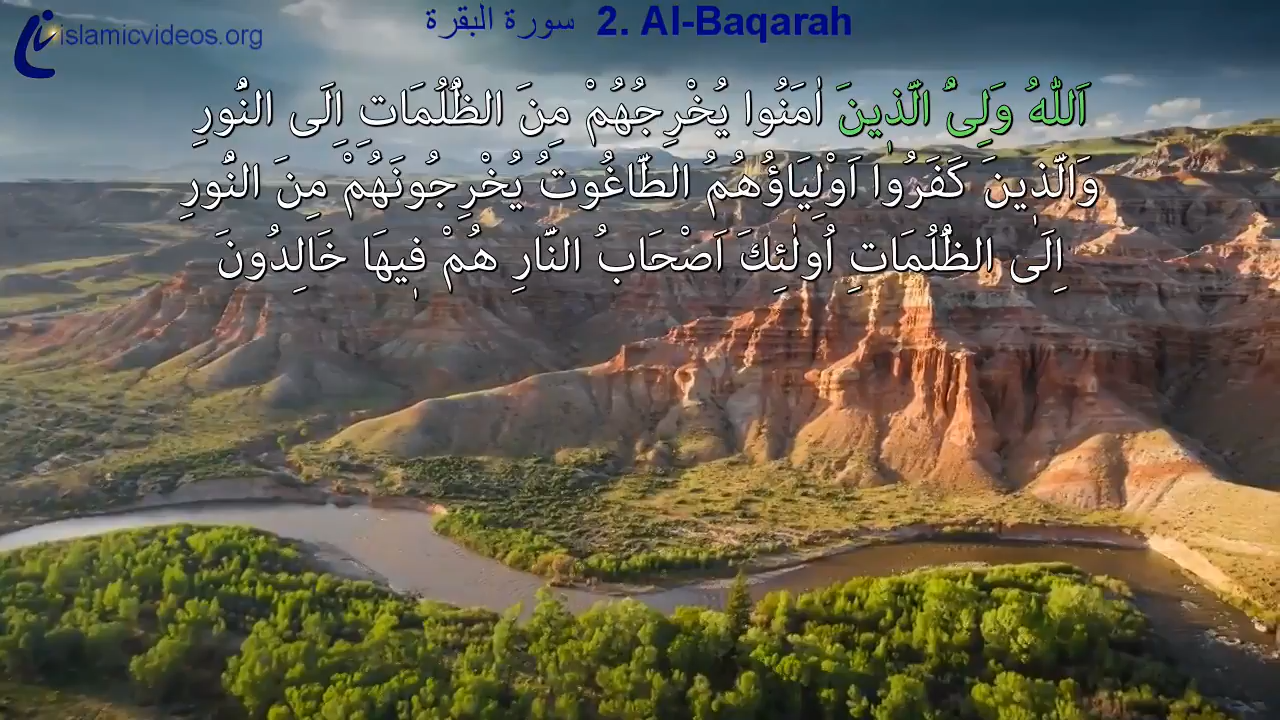 islamicvideos.org
سورة البقرة 2. Al-Baqarah
اَللّٰهُ وَلِىُّ الَّذٖينَ اٰمَنُوا يُخْرِجُهُمْ مِنَ الظُّلُمَاتِ اِلَى النُّورِ
وَالَّذٖينَ كَفَرُوا اَوْلِيَاؤُهُمُ الطَّاغُوتُ يُخْرِجُونَهُمْ مِنَ النُّورِ
اِلَى الظُّلُمَاتِ اُولٰئِكَ اَصْحَابُ النَّارِ هُمْ فٖيهَا خَالِدُونَ